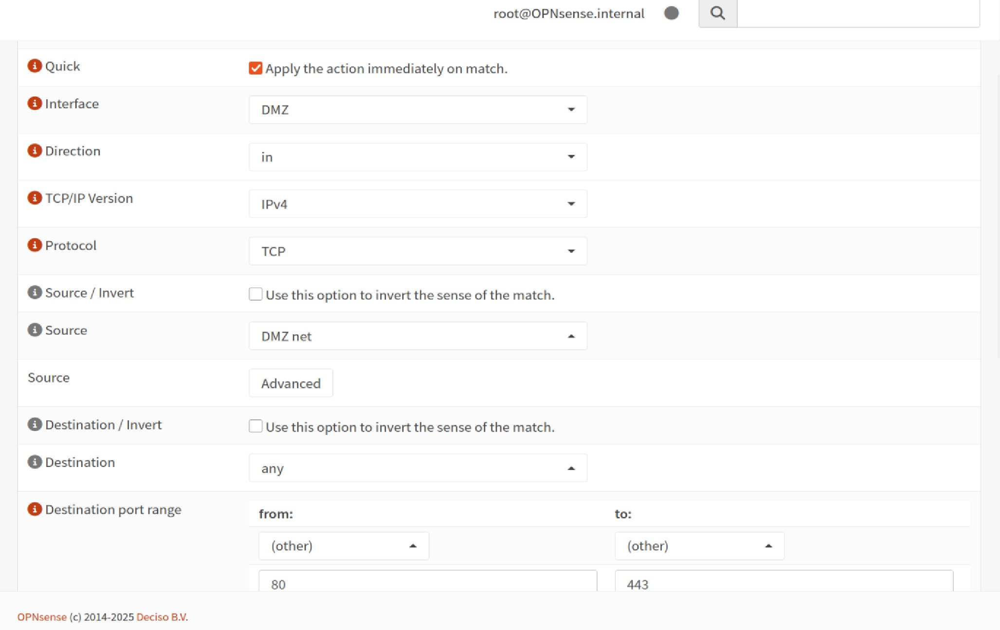 root@OPNsense.internal
Quick
Apply the action immediately on match.
Interface
DMZ
Direction
in
TCP/IP Version
IPv4
Protocol
TCP
Source / Invert
Use this option to invert the sense of the match.
Source
DMZ net
Source
Advanced
Destination / Invert
Use this option to invert the sense of the match.
Destination
any
Destination port range
from:
to:
(other)
(other)
80
443
OPNsense (c) 2014-2025 Deciso B.V.